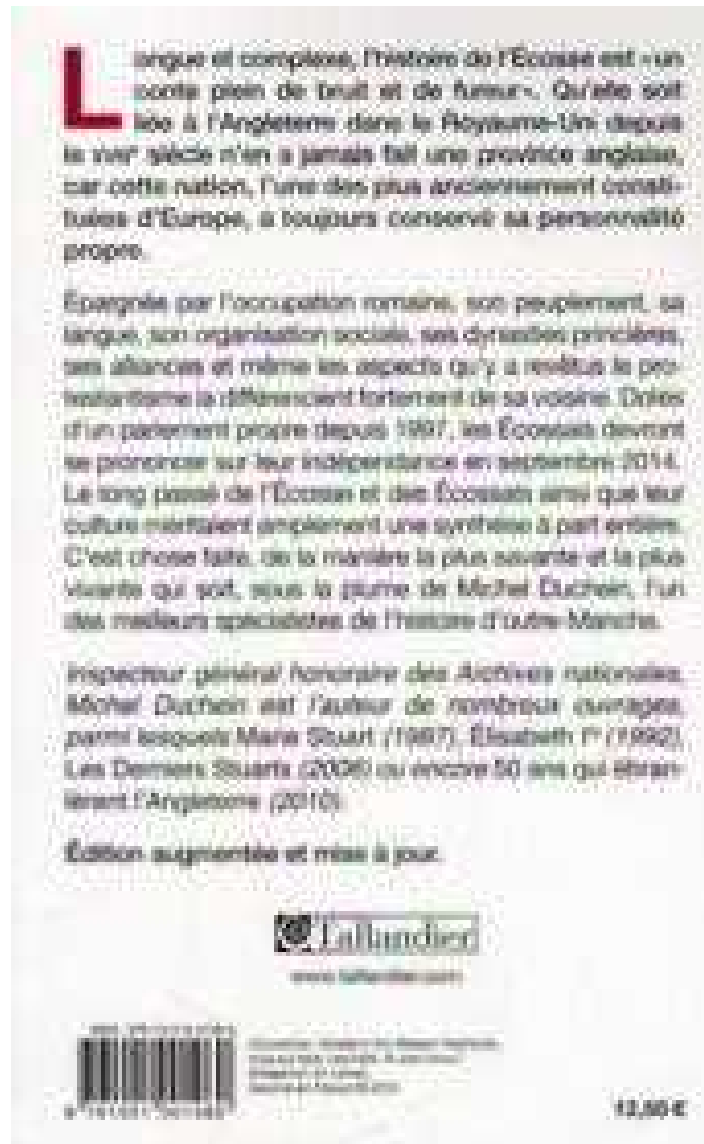 Longue et complexe, l'histoire de l'Écosse est «un
conte plein de bruit et de fureur». Qu'elle soit
liée à l'Angleterre dans le Royaume-Uni depuis
le XVIIIe siècle n'en a jamais fait une province anglaise,
car cette nation, l'une des plus anciennement consti-
tuées d'Europe, a toujours conservé sa personnalité
propre.
Épargnée par l'occupation romaine, son peuplement, sa
langue, son organisation sociale, ses dynasties princières,
ses alliances et même les aspects qu'y a revêtus le pro-
testantisme la différencient fortement de sa voisine. Dotés
d'un parlement propre depuis 1997, les Écossais devront
se prononcer sur leur indépendance en septembre 2014.
Le long passé de l'Écosse et des Écossais ainsi que leur
culture méritaient amplement une synthèse à part entière.
C'est chose faite, de la manière la plus savante et la plus
vivante qui soit, sous la plume de Michel Duchein, l'un
des meilleurs spécialistes de l'histoire d'outre-Manche.
Inspecteur général honoraire des Archives nationales,
Michel Duchein est l'auteur de nombreux ouvrages,
parmi lesquels Marie Stuart (1987), Élisabeth Ire (1992),
Les Derniers Stuarts (2006) ou encore 50 ans qui ébran-
lèrent l'Angleterre (2010).
Édition augmentée et mise à jour.
Tallandier
www.tallandier.com
12,50 €